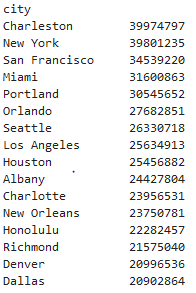 city
Charleston 39974797
New York 39801235
San Francisco 34539220
Miami 31600863
Portland 30545652
Orlando 27682851
Seattle 26330718
Los Angeles 25634913
Houston 25456882
Albany 24427804
Charlotte 23956531
New Orleans 23750781
Honolulu 22282457
Richmond 21575040
Denver 20996536
Dallas 20902864